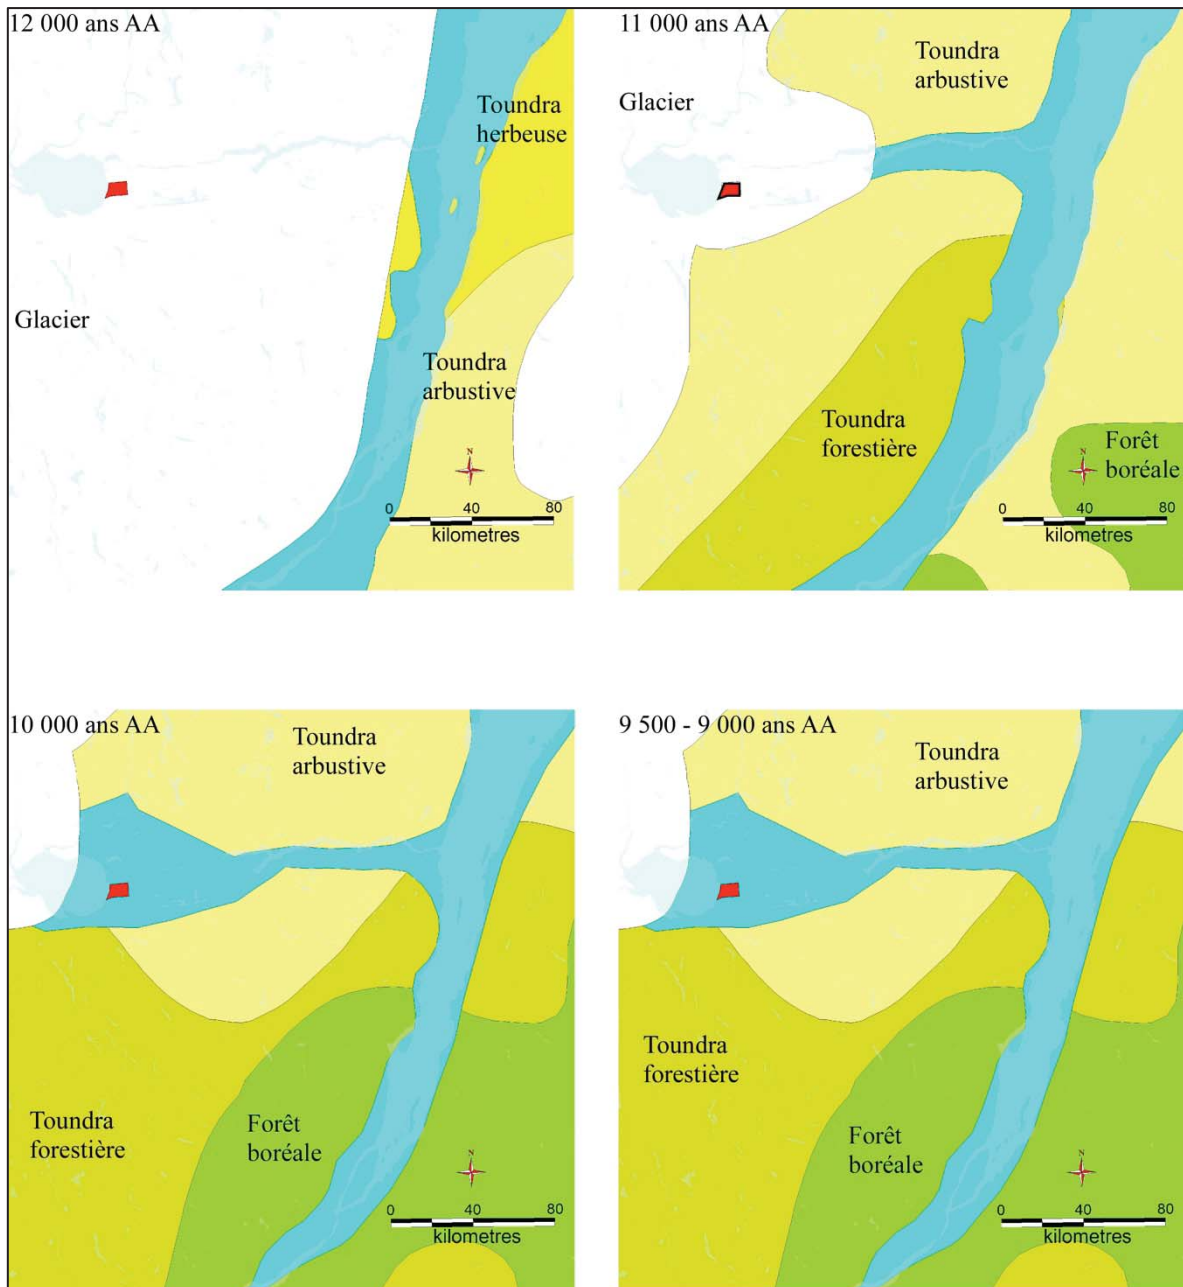 12 000 ans AA
Toundra
herbeuse
Glacier
Toundra
arbustive
N
0 40 80
kilometres
11 000 ans AA
Toundra
arbustive
Glacier
Toundra
forestière
Forêt
boréale
N
0 40 80
kilometres
10 000 ans AA
Toundra
arbustive
Toundra
forestière
Forêt
boréale
N
0 40 80
kilometres
9 500 - 9 000 ans AA
Toundra
arbustive
Toundra
forestière
Forêt
boréale
N
0 40 80
kilometres